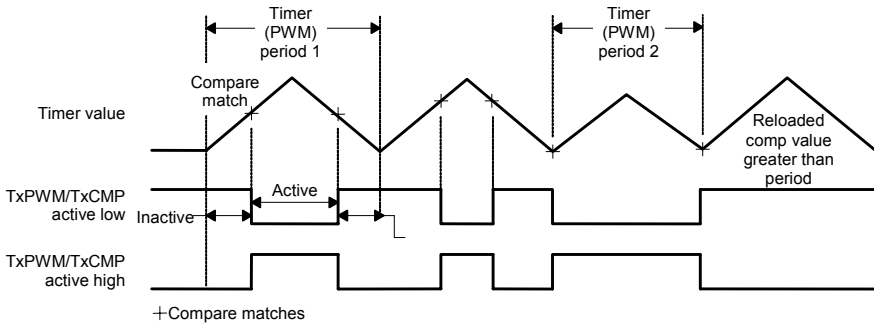 Timer
(PWM)
period 1
Timer
(PWM)
period 2
Compare
match
Timer value
Reloaded
comp value
greater than
period
TxPWM/TxCMP
active low
Inactive
Active
TxPWM/TxCMP
active high
+Compare matches